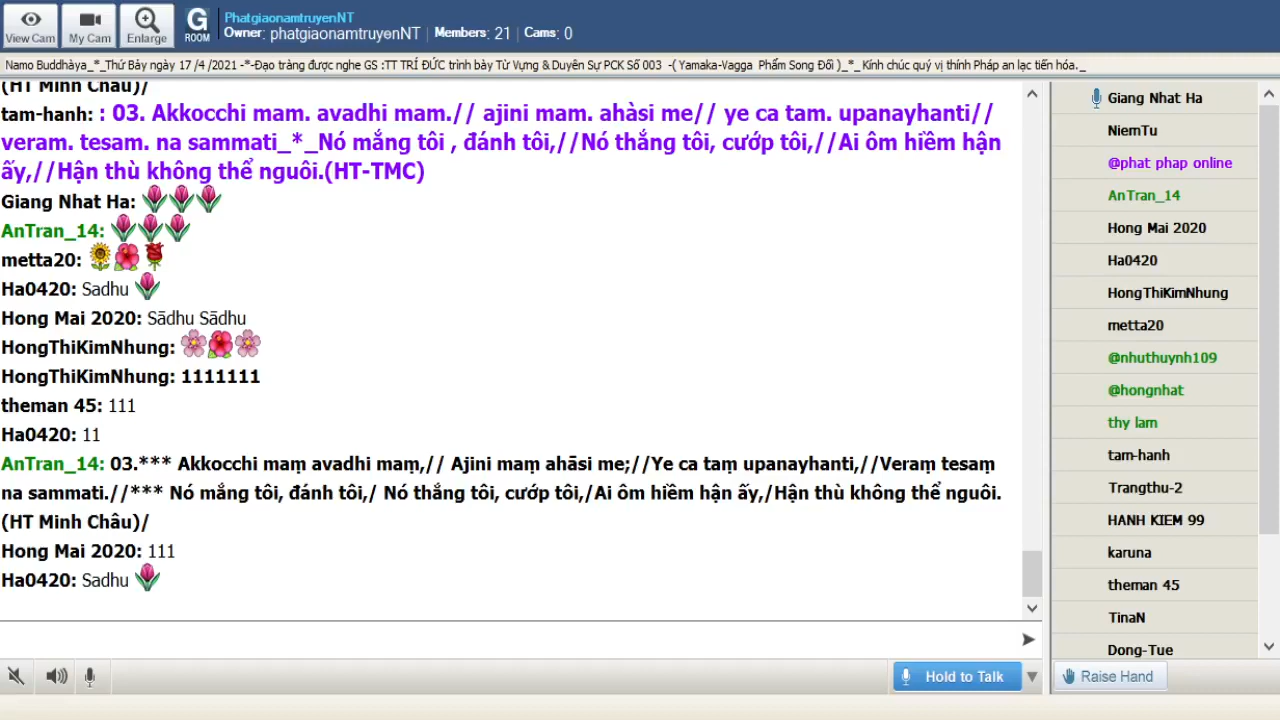 View Cam
My Cam
Enlarge
G
ROOM
PhatgiaonamtruyenNT
Owner: phatgiaonamtruyenNT | Members: 21 | Cams: 0
Namo Buddhàya_*_Thứ Bảy ngày 17 /4 /2021 -*-Đạo tràng được nghe GS :TT TRÍ ĐỨC trình bày Từ Vựng & Duyên Sự PCK Số 003 -( Yamaka-Vagga Phẩm Song Đối )_*_ Kính chúc quý vị thính Pháp an lạc tiến hóa._
(HT Minh Châu)/
tam-hanh: : 03. Akkocchi mam. avadhi mam.// ajini mam. ahàsi me// ye ca tam. upanayhanti//
veram. tesam. na sammati_*_Nó mắng tôi , đánh tôi,//Nó thắng tôi, cướp tôi,//Ai ôm hiềm hận
ấy,//Hận thù không thể nguôi.(HT-TMC)
Giang Nhat Ha:
AnTran_14:
metta20:
Ha0420: Sadhu
Hong Mai 2020: Sādhu Sādhu
HongThiKimNhung:
HongThiKimNhung: 1111111
theman 45: 111
Ha0420: 11
AnTran_14: 03.*** Akkocchi maṃ avadhi maṃ,// Ajini maṃ ahāsi me;//Ye ca taṃ upanayhanti,//Veraṃ tesaṃ
na sammati.//*** Nó mắng tôi, đánh tôi,/ Nó thắng tôi, cướp tôi,/Ai ôm hiềm hận ấy,/Hận thù không thể nguôi.
(HT Minh Châu)/
Hong Mai 2020: 111
Ha0420: Sadhu
Giang Nhat Ha
NiemTu
@phat phap online
AnTran_14
Hong Mai 2020
Ha0420
HongThiKimNhung
metta20
@nhuthuynh109
@hongnhat
thy lam
tam-hanh
Trangthu-2
HANH KIEM 99
karuna
theman 45
TinaN
Dong-Tue
Hold to Talk
Raise Hand